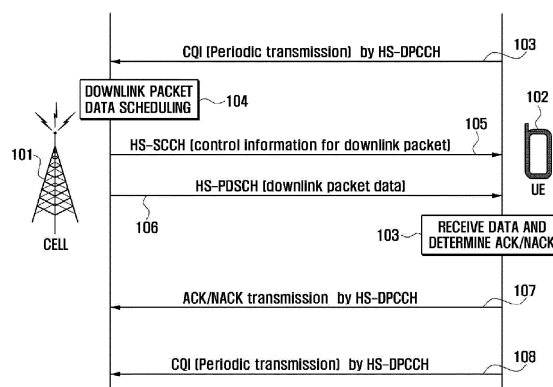 CQI (Periodic transmission) by HS-DPCCH
103
DOWNLINK PACKET
DATA SCHEDULING
104
102
101
HS-SCCH (control information for downlink packet)
105
HS-PDSCH (downlink packet data)
106
UE
CELL
103
RECEIVE DATA AND
DETERMINE ACK/NACK
ACK/NACK transmission by HS-DPCCH
107
CQI (Periodic transmission) by HS-DPCCH
108